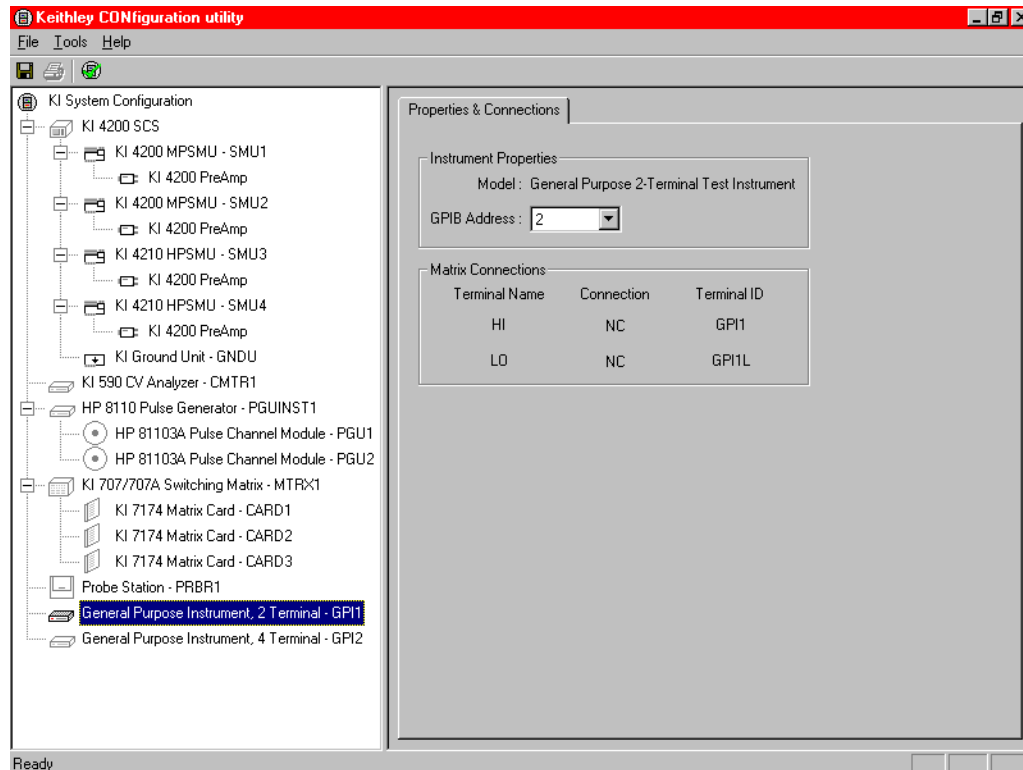 Keithley CONfiguration utility
File Tools Help
KI System Configuration
KI 4200 SCS
KI 4200 MPSMU - SMU1
KI 4200 PreAmp
KI 4200 MPSMU - SMU2
KI 4200 PreAmp
KI 4210 HPSMU - SMU3
KI 4200 PreAmp
KI 4210 HPSMU - SMU4
KI 4200 PreAmp
KI Ground Unit - GNDU
KI 590 CV Analyzer - CMTR1
HP 8110 Pulse Generator - PGUINST1
HP 81103A Pulse Channel Module - PGU1
HP 81103A Pulse Channel Module - PGU2
KI 707/707A Switching Matrix - MTRX1
KI 7174 Matrix Card - CARD1
KI 7174 Matrix Card - CARD2
KI 7174 Matrix Card - CARD3
Probe Station - PRBR1
General Purpose Instrument, 2 Terminal - GPI1
General Purpose Instrument, 4 Terminal - GPI2
Properties & Connections
Instrument Properties
Model : General Purpose 2-Terminal Test Instrument
GPIB Address : 2
Matrix Connections
Terminal Name Connection Terminal ID
HI NC GPI1
LO NC GPI1L
Ready